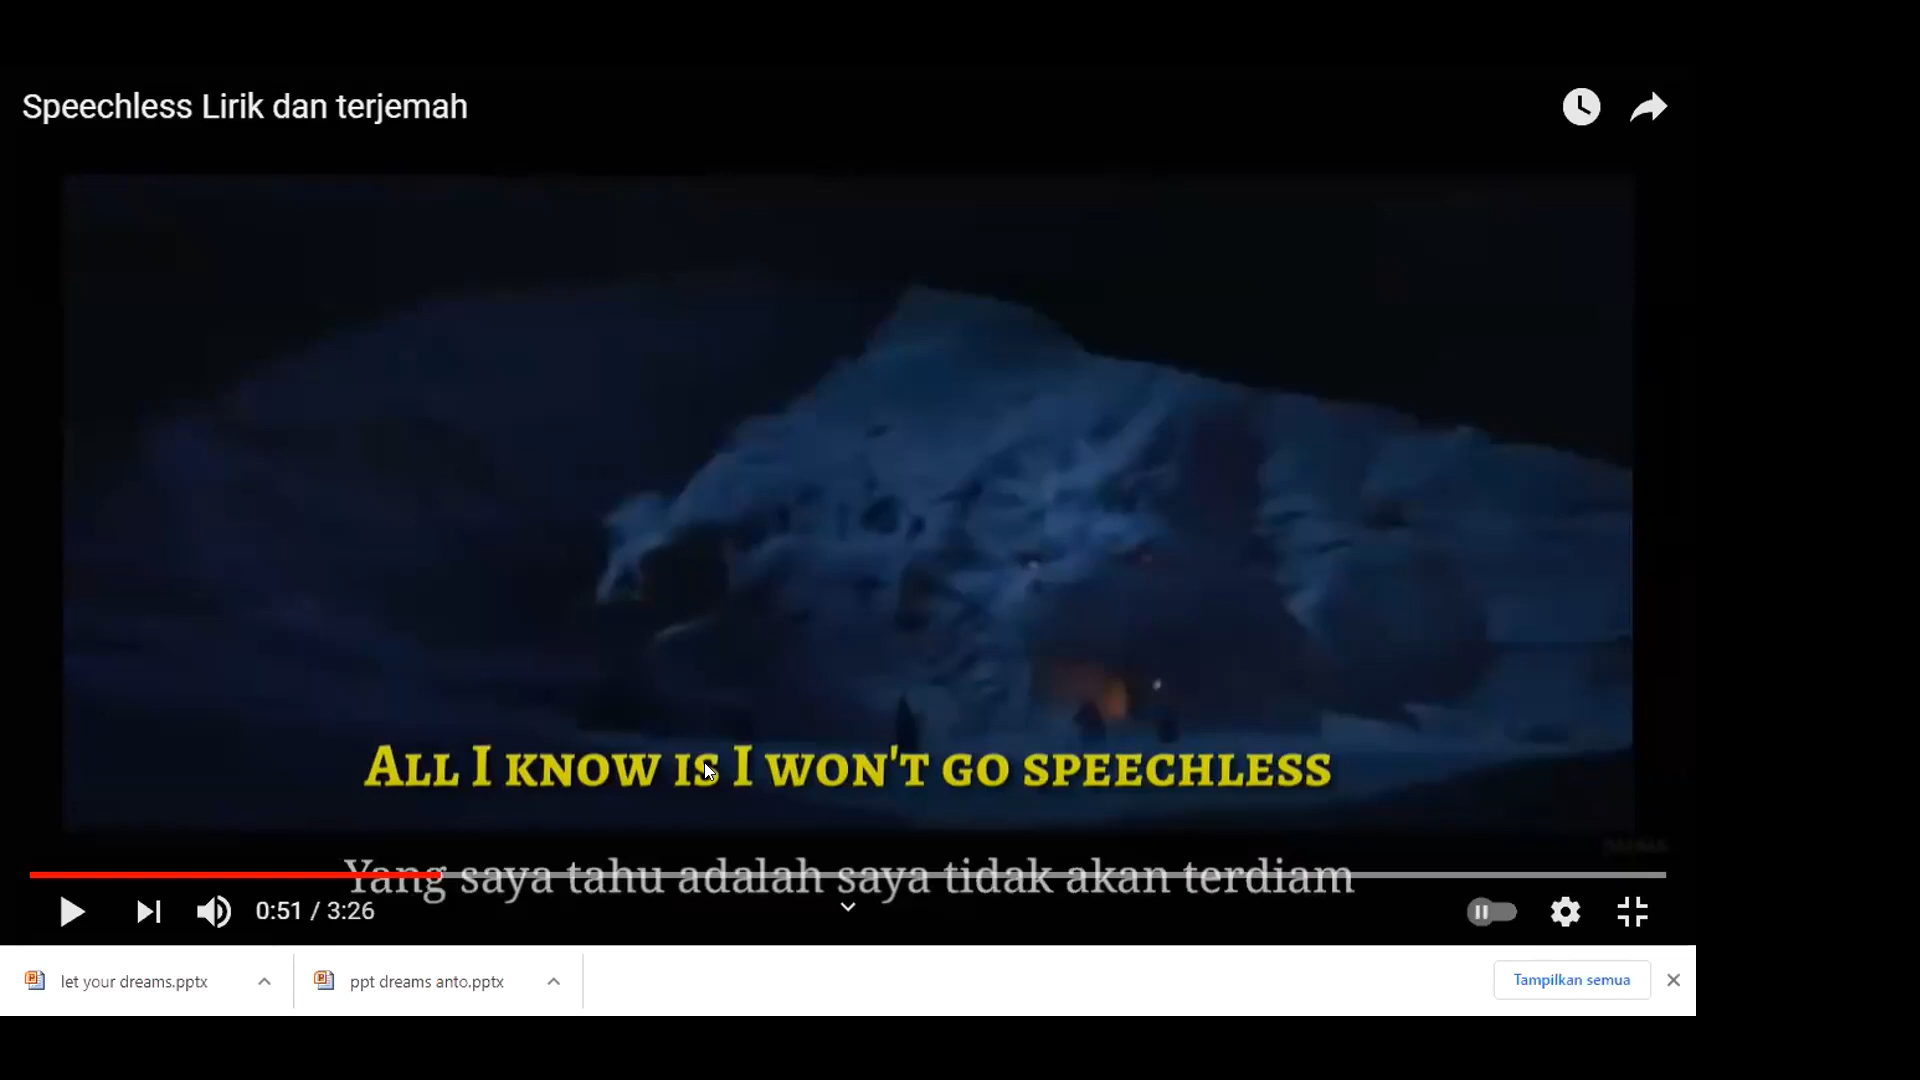 Speechless Lirik dan terjemah
ALL I KNOW IS I WON'T GO SPEECHLESS
Yang saya tahu adalah saya tidak akan terdiam
0:51 / 3:26
let your dreams.pptx
ppt dreams anto.pptx
Tampilkan semua